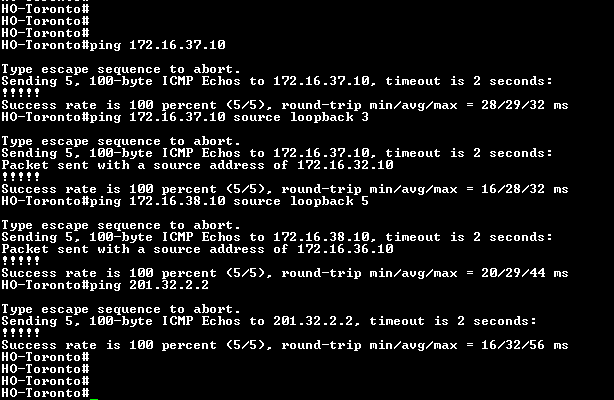 HO-Toronto#
HO-Toronto#
HO-Toronto#
HO-Toronto#ping 172.16.37.10
Type escape sequence to abort.
Sending 5, 100-byte ICMP Echos to 172.16.37.10, timeout is 2 seconds:
!!!!!
Success rate is 100 percent (5/5), round-trip min/avg/max = 28/29/32 ms
HO-Toronto#ping 172.16.37.10 source loopback 3
Type escape sequence to abort.
Sending 5, 100-byte ICMP Echos to 172.16.37.10, timeout is 2 seconds:
Packet sent with a source address of 172.16.32.10
!!!!!
Success rate is 100 percent (5/5), round-trip min/avg/max = 16/28/32 ms
HO-Toronto#ping 172.16.38.10 source loopback 5
Type escape sequence to abort.
Sending 5, 100-byte ICMP Echos to 172.16.38.10, timeout is 2 seconds:
Packet sent with a source address of 172.16.36.10
!!!!!
Success rate is 100 percent (5/5), round-trip min/avg/max = 20/29/44 ms
HO-Toronto#ping 201.32.2.2
Type escape sequence to abort.
Sending 5, 100-byte ICMP Echos to 201.32.2.2, timeout is 2 seconds:
!!!!!
Success rate is 100 percent (5/5), round-trip min/avg/max = 16/32/56 ms
HO-Toronto#
HO-Toronto#
HO-Toronto#
HO-Toronto#_